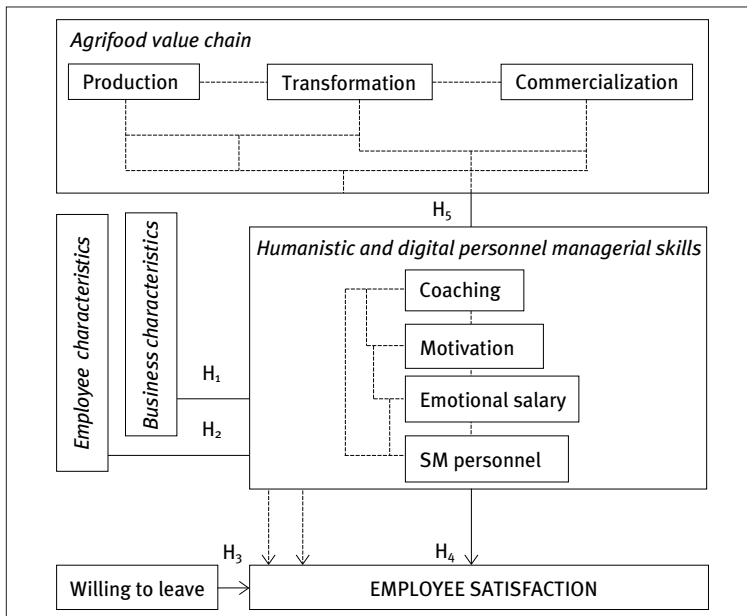 Agrifood value chain
Production
Transformation
Commercialization
H₅
Employee characteristics
Business characteristics
Humanistic and digital personnel managerial skills
Coaching
Motivation
Emotional salary
SM personnel
H₁
H₂
H₃
H₄
Willing to leave
EMPLOYEE SATISFACTION